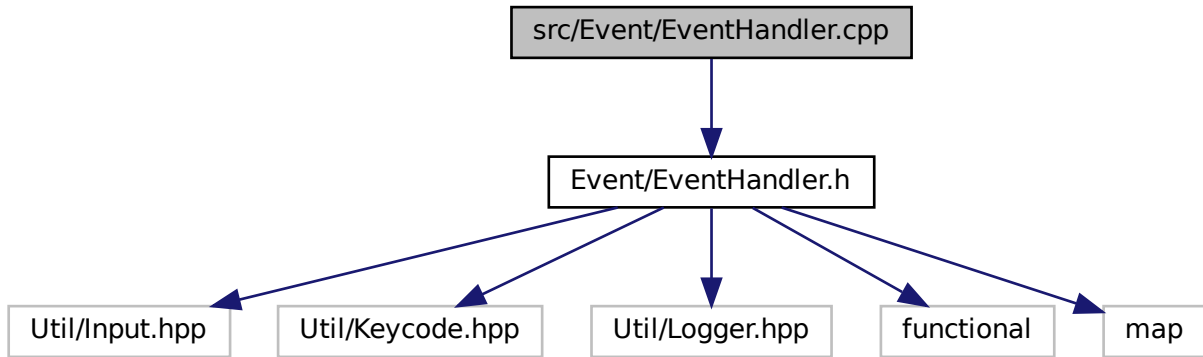 src/Event/EventHandler.cpp
Event/EventHandler.h
Util/Input.hpp
Util/Keycode.hpp
Util/Logger.hpp
functional
map